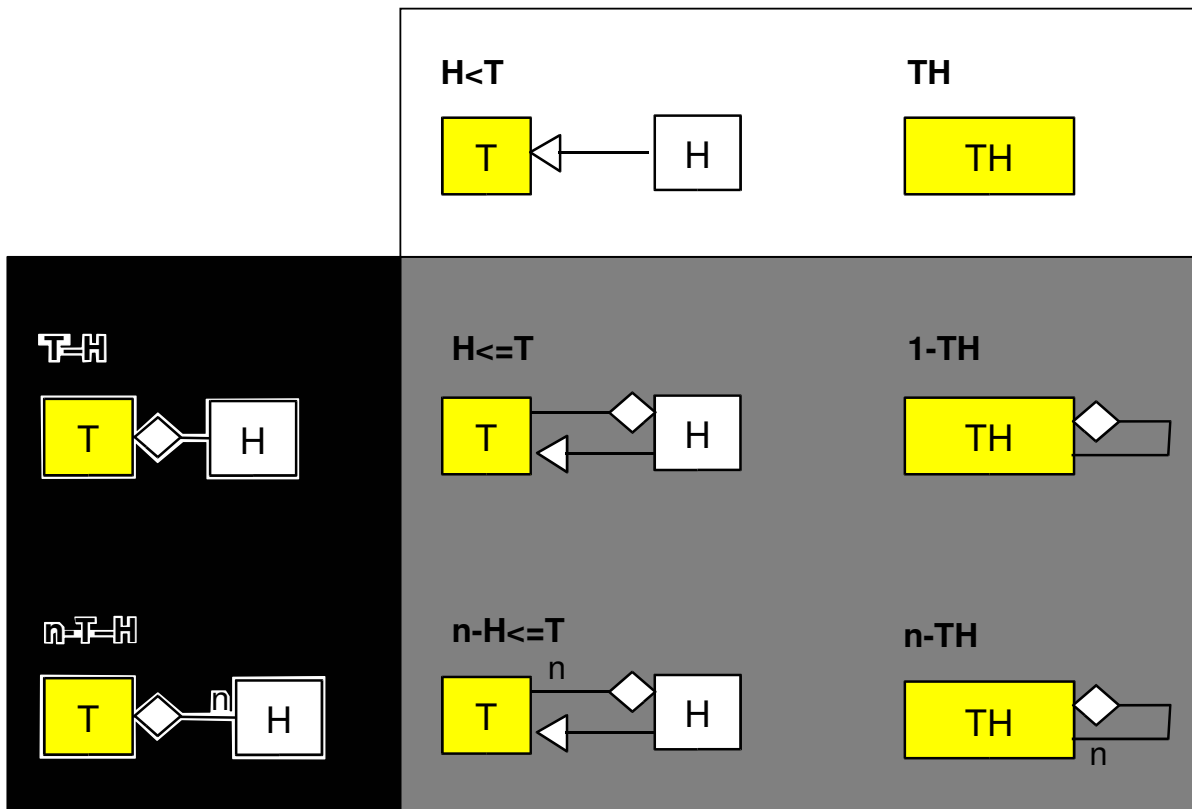 H<T TH
T H TH
T-H H<=T 1-TH
T H T H TH
n-T-H n-H<=T n-TH
n
T n H T H TH
n